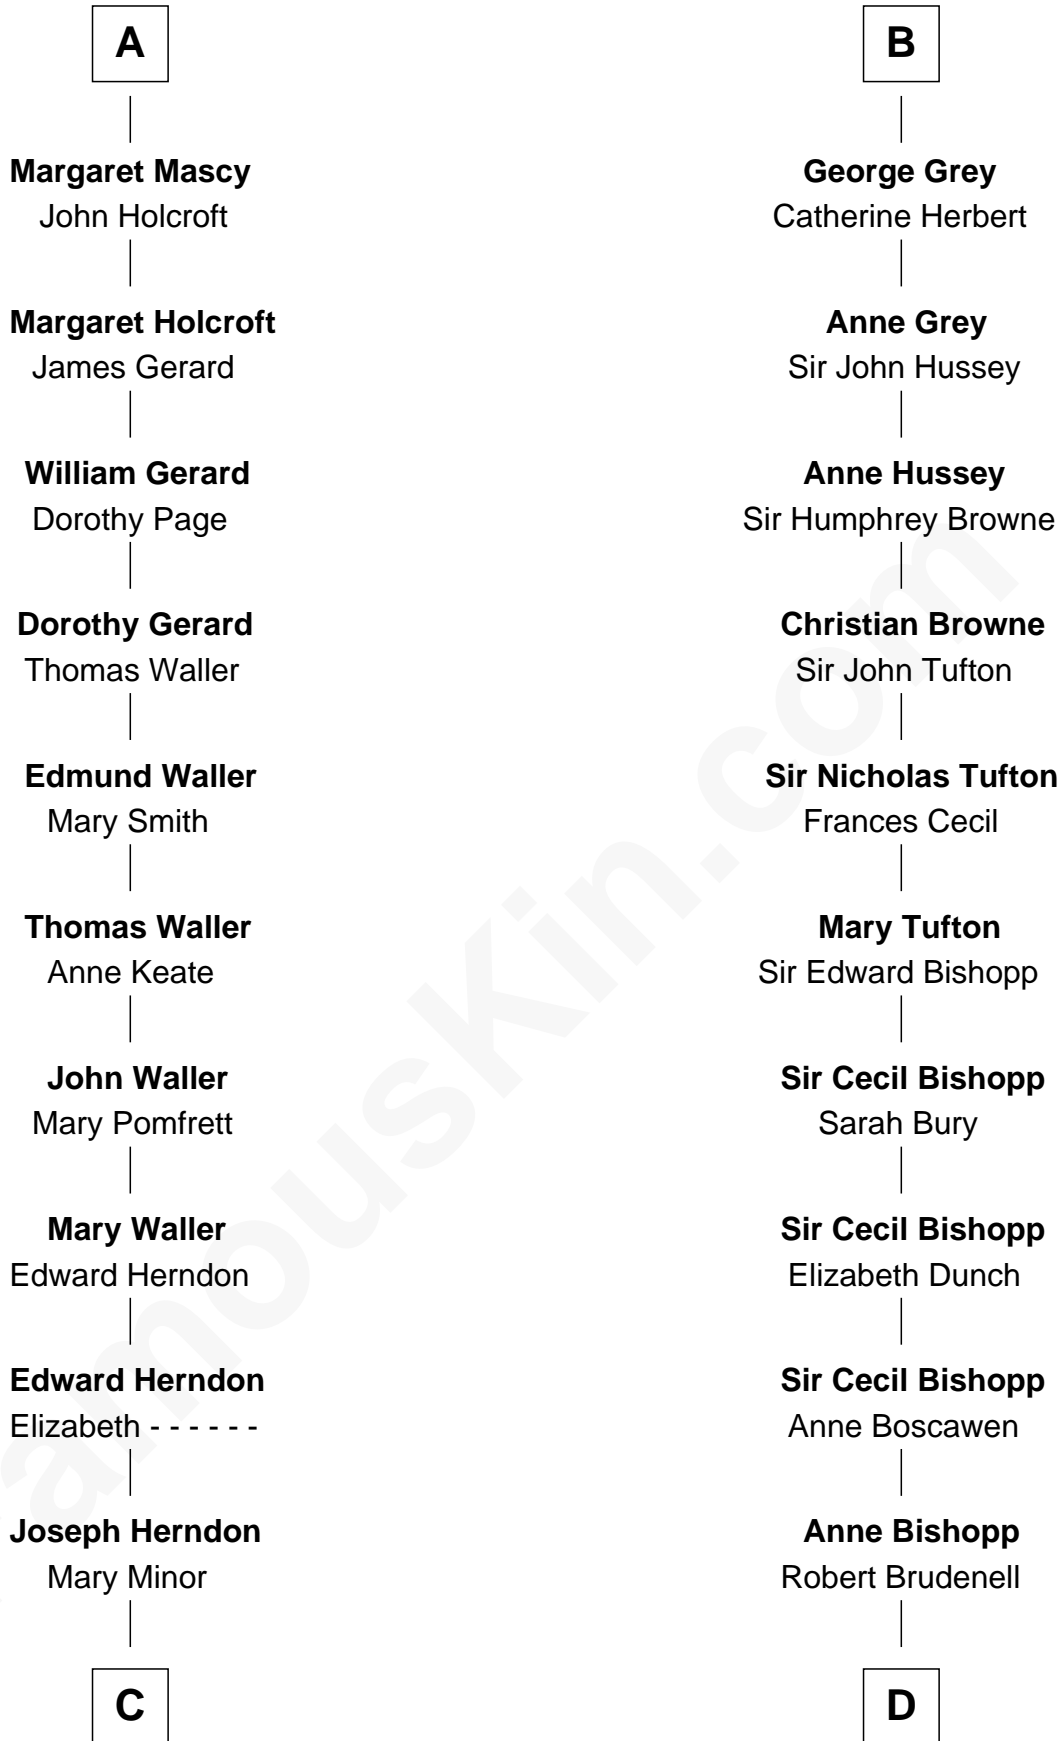 A
Margaret Mascy
John Holcroft
Margaret Holcroft
James Gerard
William Gerard
Dorothy Page
Dorothy Gerard
Thomas Waller
Edmund Waller
Mary Smith
Thomas Waller
Anne Keate
John Waller
Mary Pomfrett
Mary Waller
Edward Herndon
Edward Herndon
Elizabeth - - - - - -
Joseph Herndon
Mary Minor
C
B
George Grey
Catherine Herbert
Anne Grey
Sir John Hussey
Anne Hussey
Sir Humphrey Browne
Christian Browne
Sir John Tufton
Sir Nicholas Tufton
Frances Cecil
Mary Tufton
Sir Edward Bishopp
Sir Cecil Bishopp
Sarah Bury
Sir Cecil Bishopp
Elizabeth Dunch
Sir Cecil Bishopp
Anne Boscawen
Anne Bishopp
Robert Brudenell
D
amouskin.com